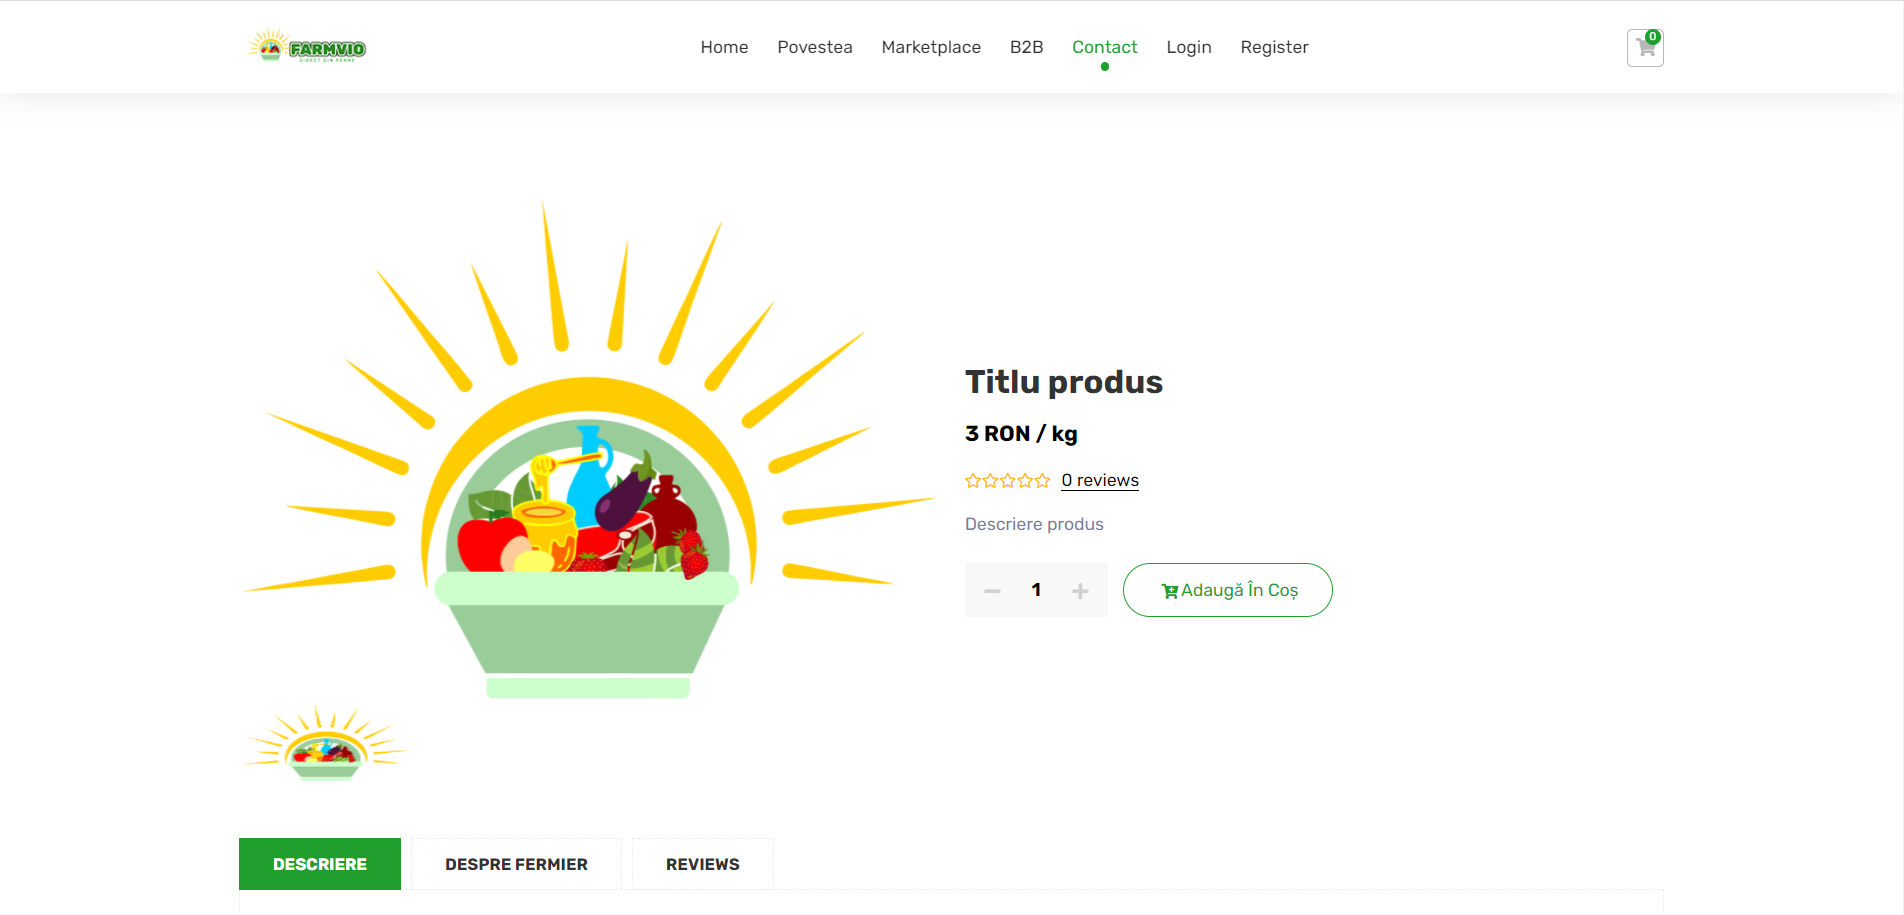 FARMVIO
DIRECT DIN FERMĂ
Home Povestea Marketplace B2B Contact Login Register
0
Titlu produs
3 RON / kg
0 reviews
Descriere produs
− 1 +
Adaugă În Coș
DESCRIERE DESPRE FERMIER REVIEWS